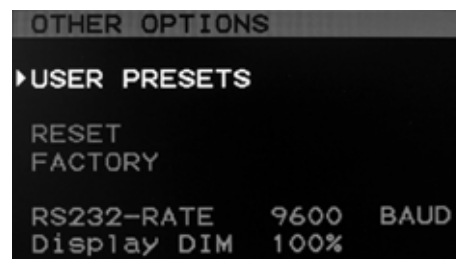 OTHER OPTIONS
▸USER PRESETS
RESET
FACTORY
RS232-RATE 9600 BAUD
Display DIM 100%